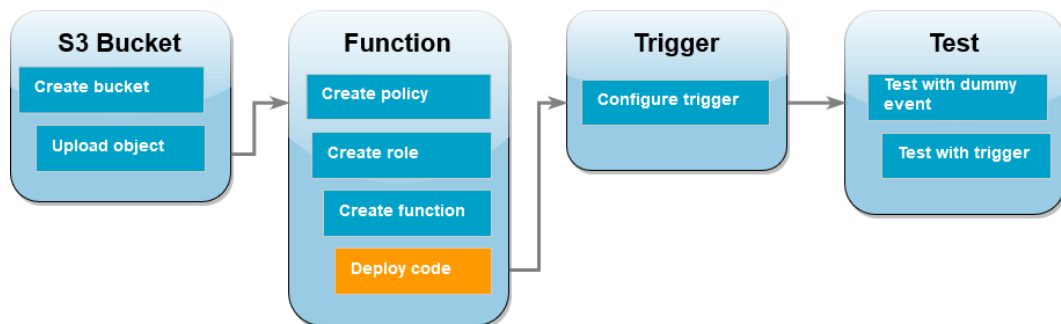 S3 Bucket
Create bucket
Upload object
Function
Create policy
Create role
Create function
Deploy code
Trigger
Configure trigger
Test
Test with dummy
event
Test with trigger